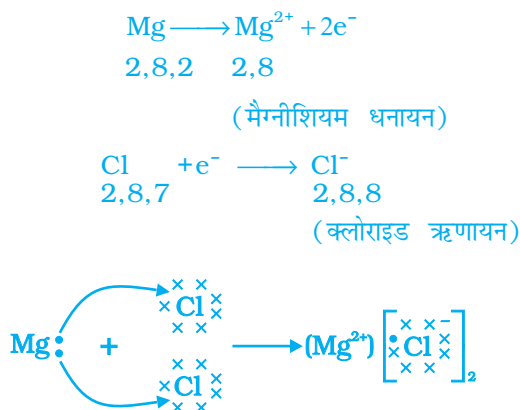 Mg ⟶ Mg²⁺ + 2e⁻
2,8,2 2,8
(मैग्नीशियम धनायन)
Cl +e⁻ ⟶ Cl⁻
2,8,7 2,8,8
(क्लोराइड ऋणायन)
Cl
Mg + ⟶ (Mg²⁺) [Cl⁻]₂
Cl